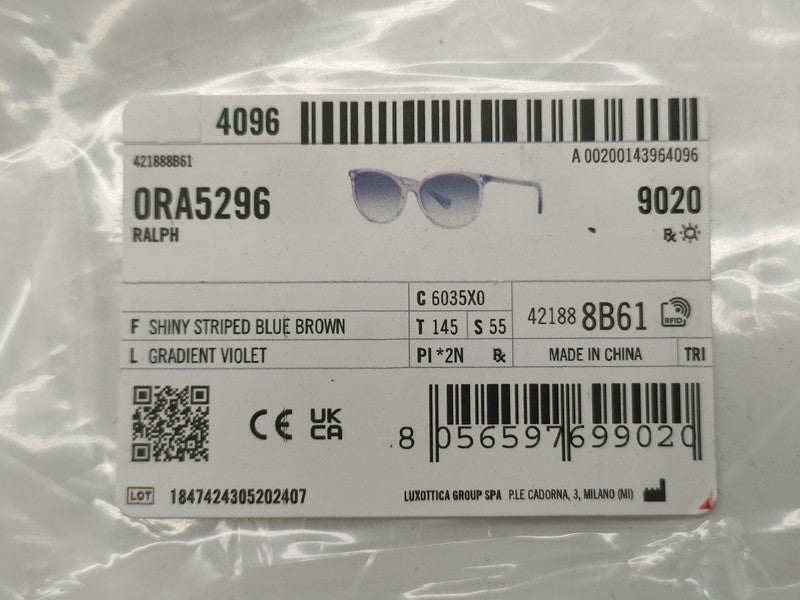 4096
A 00200143964096
421888B61
0RA5296
9020
RALPH
Rx
C 6035X0
F SHINY STRIPED BLUE BROWN
T 145
S 55
42188 8B61
RFID
L GRADIENT VIOLET
PI *2N
Rx
MADE IN CHINA
TRI
CE
UK
CA
8 056597 699020
LOT
1847424305202407
LUXOTTICA GROUP SPA P.LE CADORNA, 3, MILANO (MI)